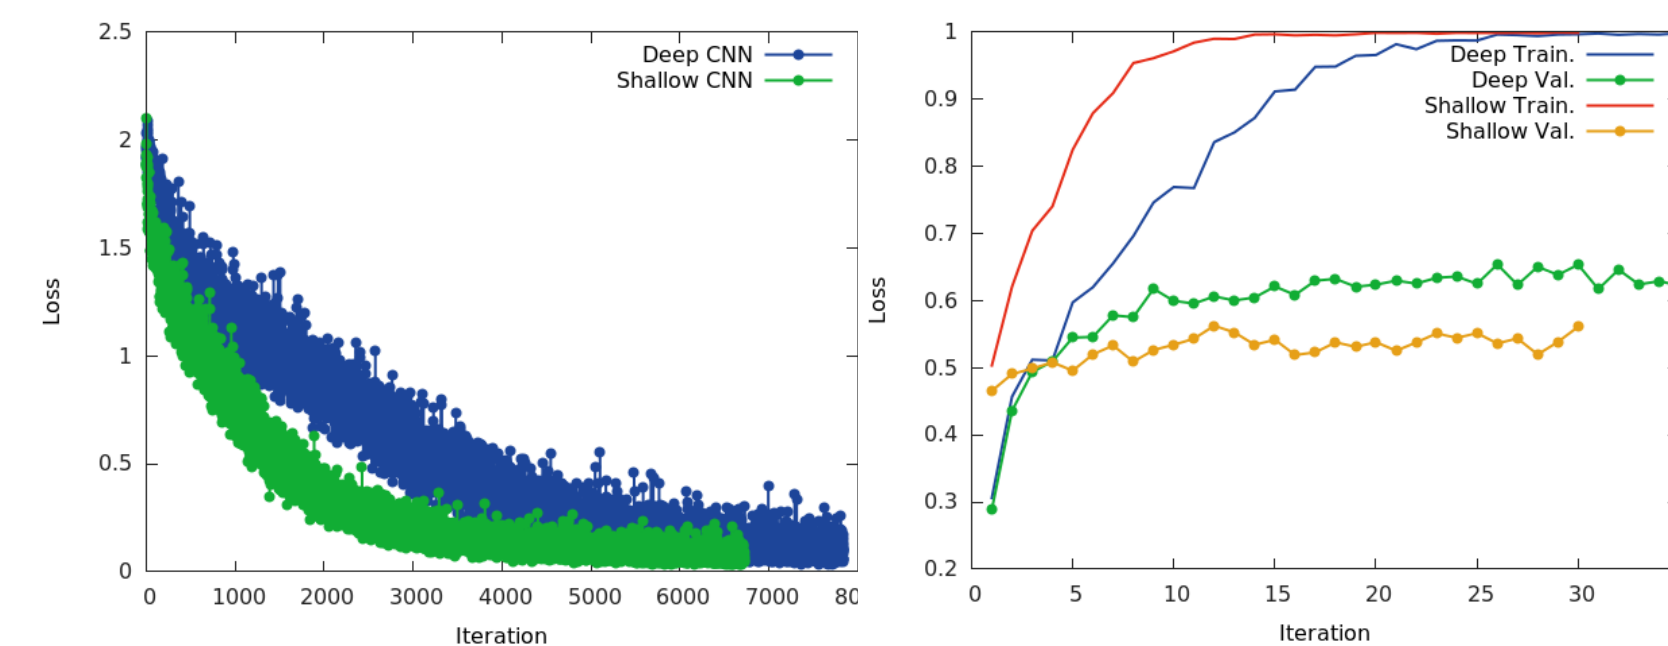 2.5
2
1.5
1
0.5
0
Loss
Deep CNN
Shallow CNN
0 1000 2000 3000 4000 5000 6000 7000 80
Iteration
1
0.9
0.8
0.7
0.6
0.5
0.4
0.3
0.2
Loss
Deep Train.
Deep Val.
Shallow Train.
Shallow Val.
0 5 10 15 20 25 30
Iteration